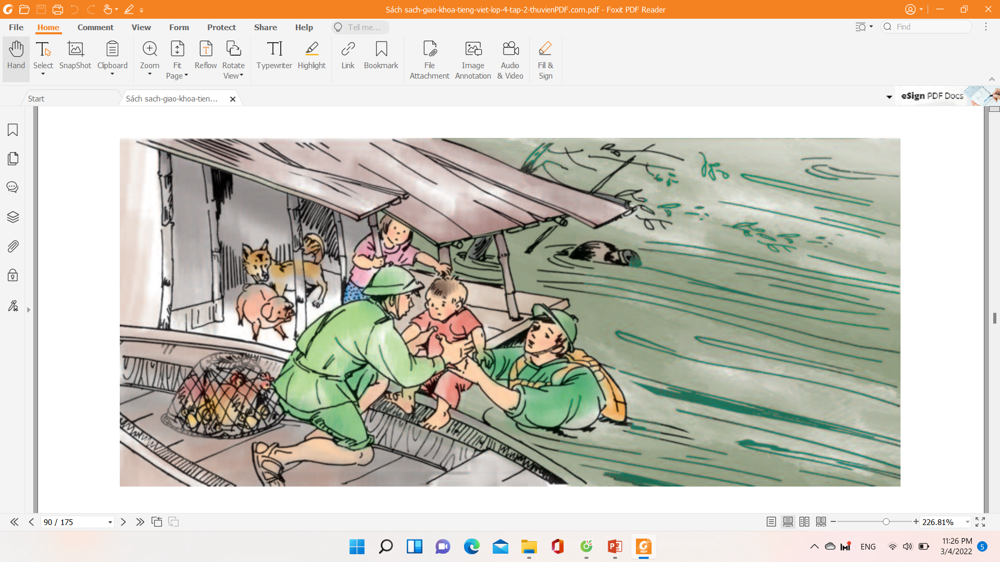 Sách sach-giao-khoa-tieng-viet-lop-4-tap-2-thuvienPDF.com.pdf - Foxit PDF Reader
File Home Comment View Form Protect Share Help Tell me... Find
Hand Select SnapShot Clipboard Zoom Fit Page Reflow Rotate View Typewriter Highlight Link Bookmark File Attachment Image Annotation Audio & Video Fill & Sign
Start Sách sach-giao-khoa-tien... eSign PDF Docs
90 / 175 226.81%
ENG 11:26 PM
3/4/2022 5